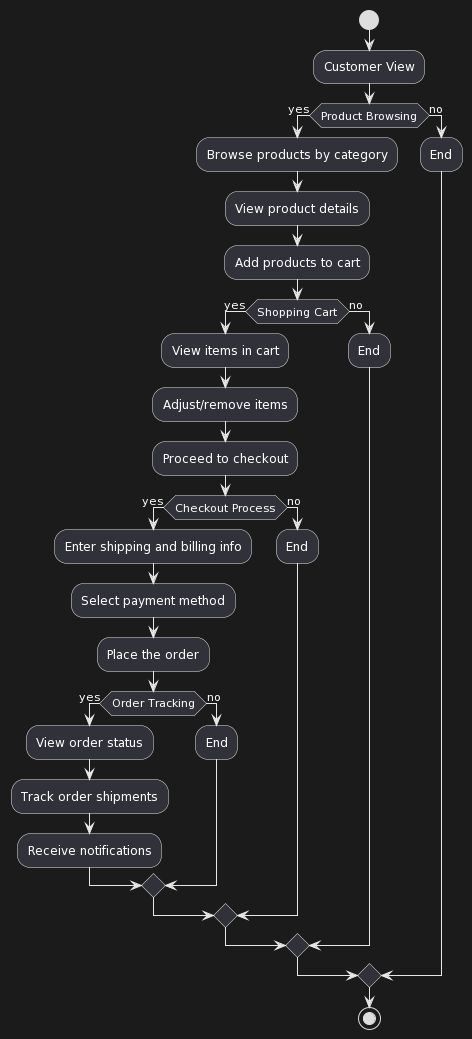 Customer View
yes
Product Browsing
no
Browse products by category
End
View product details
Add products to cart
yes
Shopping Cart
no
View items in cart
End
Adjust/remove items
Proceed to checkout
yes
Checkout Process
no
Enter shipping and billing info
End
Select payment method
Place the order
yes
Order Tracking
no
View order status
End
Track order shipments
Receive notifications